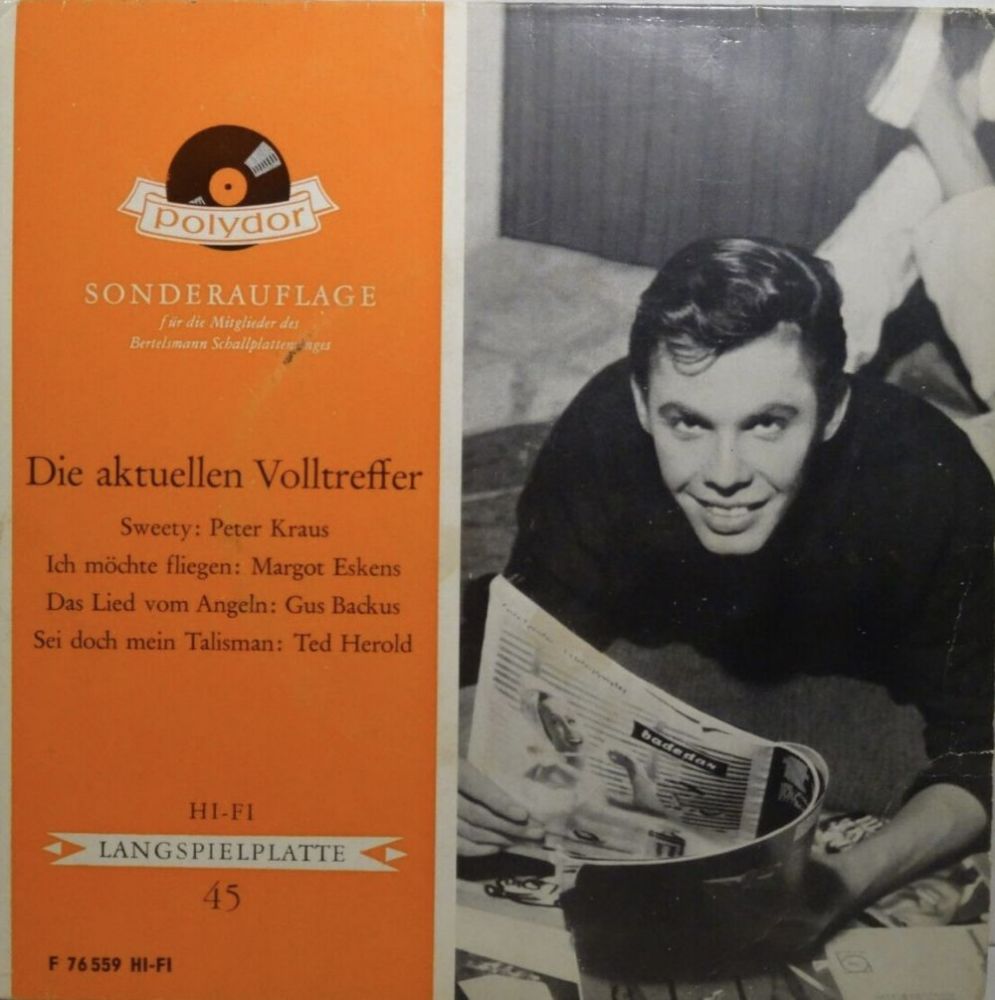 polydor
SONDERAUFLAGE
für die Mitglieder des
Bertelsmann
Die aktuellen Volltreffer
Sweety: Peter Kraus
Ich möchte fliegen: Margot Eskens
Das Lied vom Angeln: Gus Backus
Sei doch mein Talisman: Ted Herold
HI-FI
LANGSPIELPLATTE
45
F 76559 HI-FI
badedas